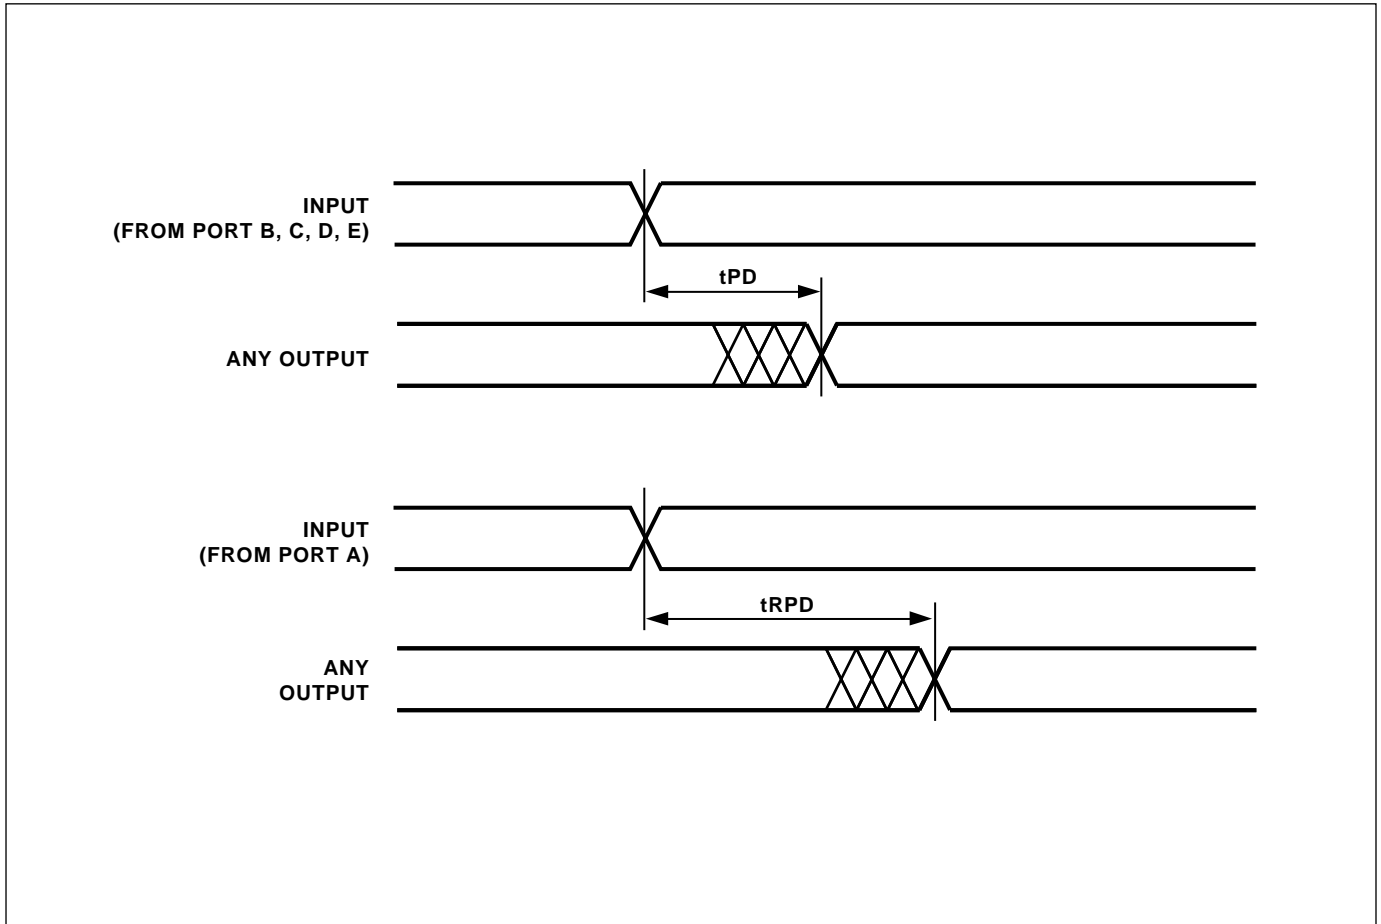 INPUT
(FROM PORT B, C, D, E)
tPD
ANY OUTPUT
INPUT
(FROM PORT A)
tRPD
ANY
OUTPUT